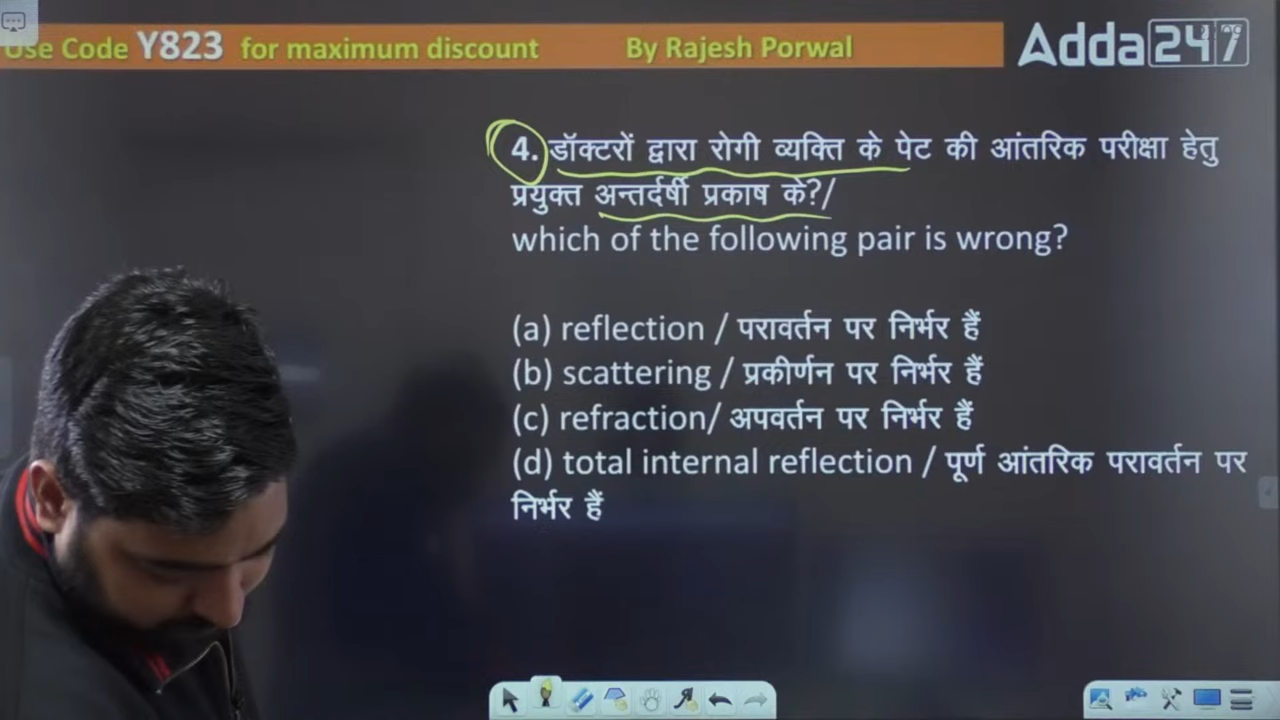 Use Code Y823 for maximum discount By Rajesh Porwal Adda247
4. डॉक्टरों द्वारा रोगी व्यक्ति के पेट की आंतरिक परीक्षा हेतु
प्रयुक्त अन्तर्दर्षी प्रकाष के?/
which of the following pair is wrong?
(a) reflection / परावर्तन पर निर्भर हैं
(b) scattering / प्रकीर्णन पर निर्भर हैं
(c) refraction/ अपवर्तन पर निर्भर हैं
(d) total internal reflection / पूर्ण आंतरिक परावर्तन पर
निर्भर हैं